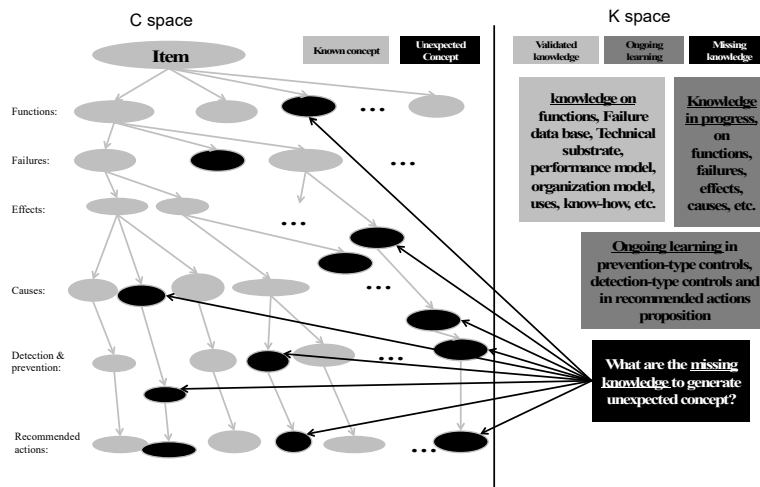 C space
K space
Item
Known concept
Unexpected
Concept
Validated
knowledge
Ongoing
learning
Missing
knowledge
Functions:
• • •
Failures:
• • •
Effects:
• • •
Causes:
• • •
Detection &
prevention:
• • •
Recommended
actions:
• • •
knowledge on
functions, Failure
data base, Technical
substrate,
performance model,
organization model,
uses, know-how, etc.
Knowledge
in progress,
on
functions,
failures,
effects,
causes, etc.
Ongoing learning in
prevention-type controls,
detection-type controls and
in recommended actions
proposition
What are the missing
knowledge to generate
unexpected concept?